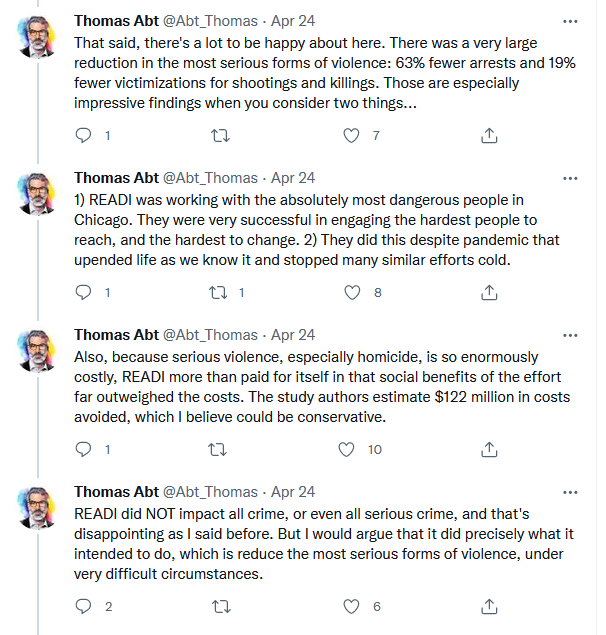 Thomas Abt @Abt_Thomas · Apr 24
That said, there's a lot to be happy about here. There was a very large
reduction in the most serious forms of violence: 63% fewer arrests and 19%
fewer victimizations for shootings and killings. Those are especially
impressive findings when you consider two things...
1 7
Thomas Abt @Abt_Thomas · Apr 24
1) READI was working with the absolutely most dangerous people in
Chicago. They were very successful in engaging the hardest people to
reach, and the hardest to change. 2) They did this despite pandemic that
upended life as we know it and stopped many similar efforts cold.
1 1 8
Thomas Abt @Abt_Thomas · Apr 24
Also, because serious violence, especially homicide, is so enormously
costly, READI more than paid for itself in that social benefits of the effort
far outweighed the costs. The study authors estimate $122 million in costs
avoided, which I believe could be conservative.
1 10
Thomas Abt @Abt_Thomas · Apr 24
READI did NOT impact all crime, or even all serious crime, and that's
disappointing as I said before. But I would argue that it did precisely what it
intended to do, which is reduce the most serious forms of violence, under
very difficult circumstances.
2 6